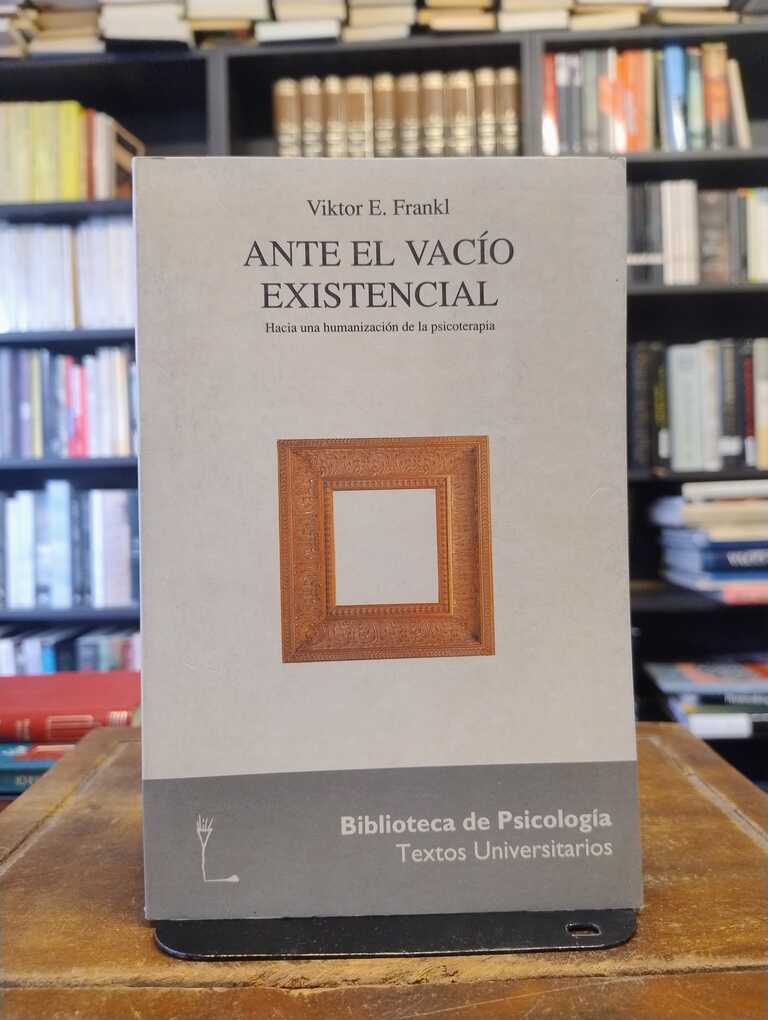 Viktor E. Frankl
ANTE EL VACÍO
EXISTENCIAL
Hacia una humanización de la psicoterapia
Biblioteca de Psicología
Textos Universitarios